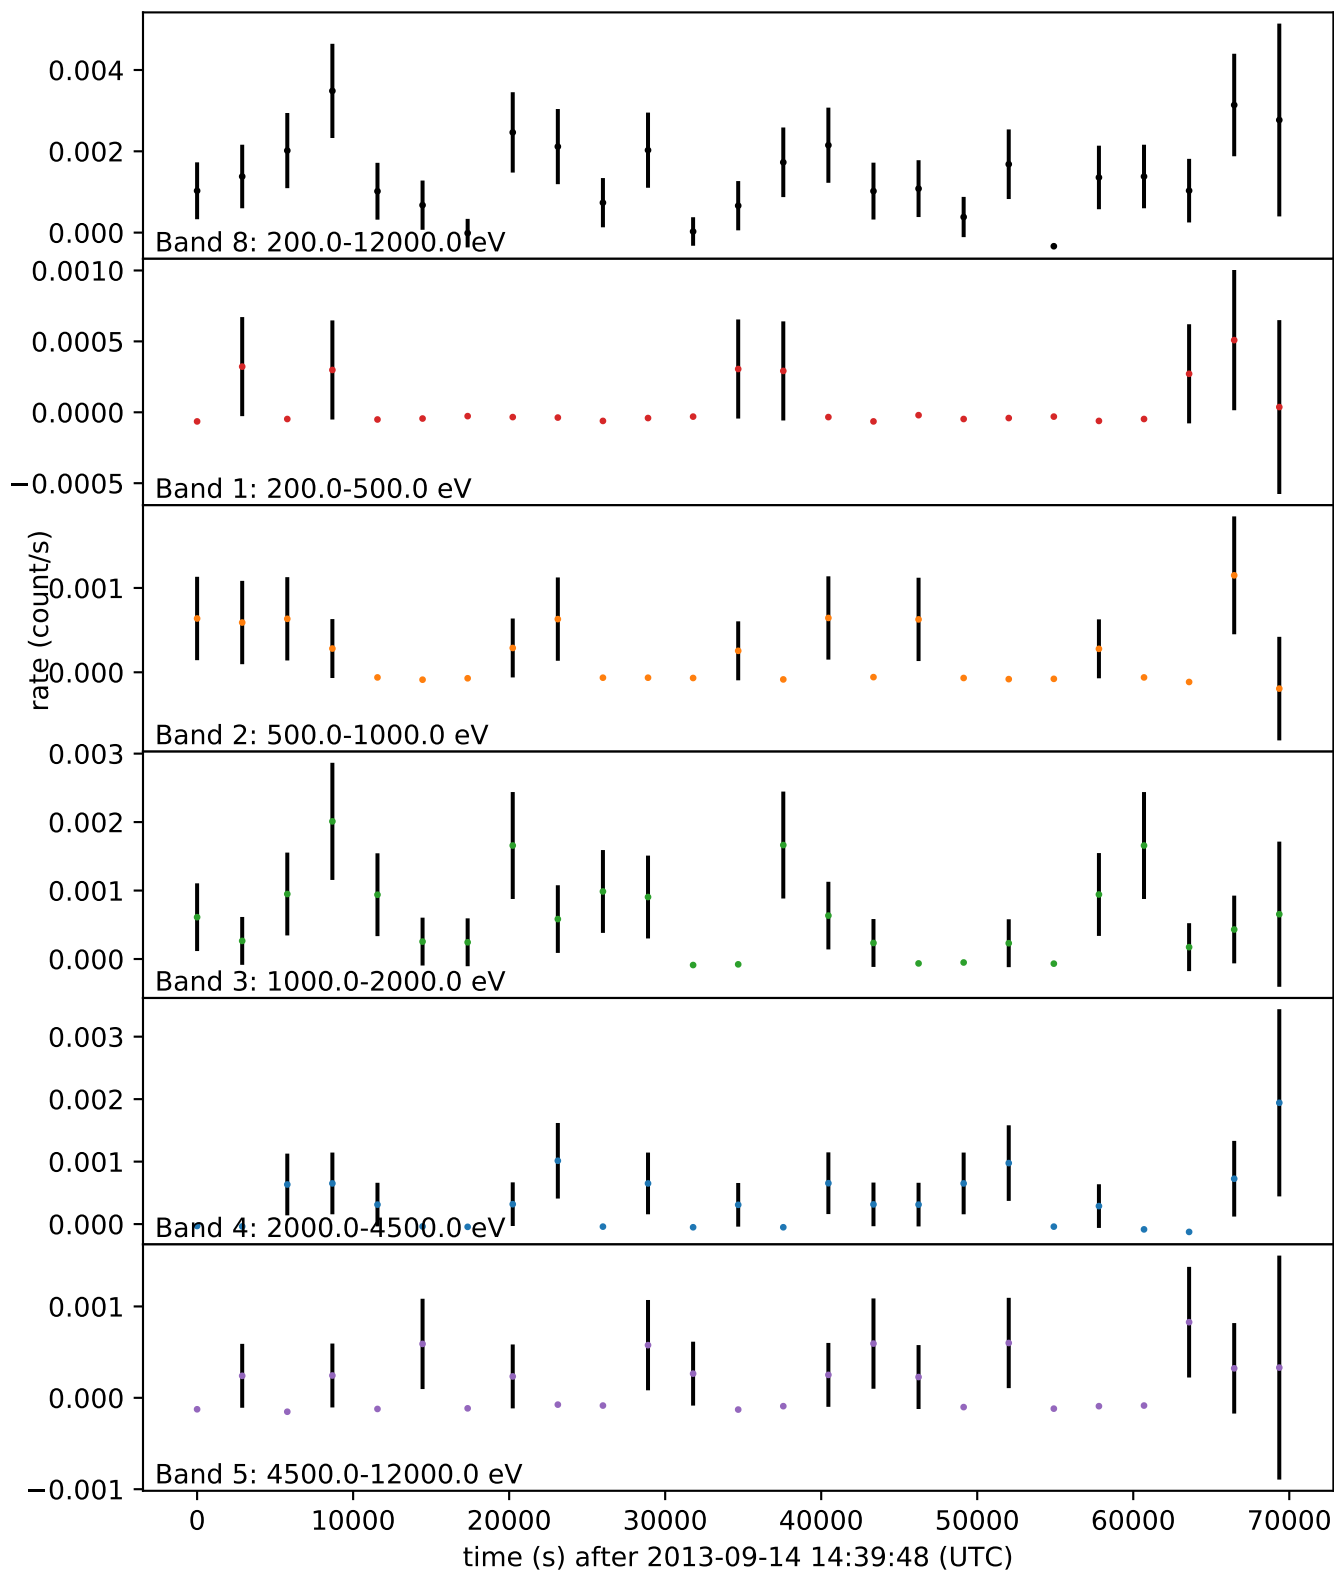 0.004
0.002
0.000
Band 8: 200.0-12000.0 eV
0.0010
0.0005
0.0000
−0.0005
Band 1: 200.0-500.0 eV
rate (count/s)
0.001
0.000
Band 2: 500.0-1000.0 eV
0.003
0.002
0.001
0.000
Band 3: 1000.0-2000.0 eV
0.003
0.002
0.001
0.000
Band 4: 2000.0-4500.0 eV
0.001
0.000
−0.001
Band 5: 4500.0-12000.0 eV
0 10000 20000 30000 40000 50000 60000 70000
time (s) after 2013-09-14 14:39:48 (UTC)